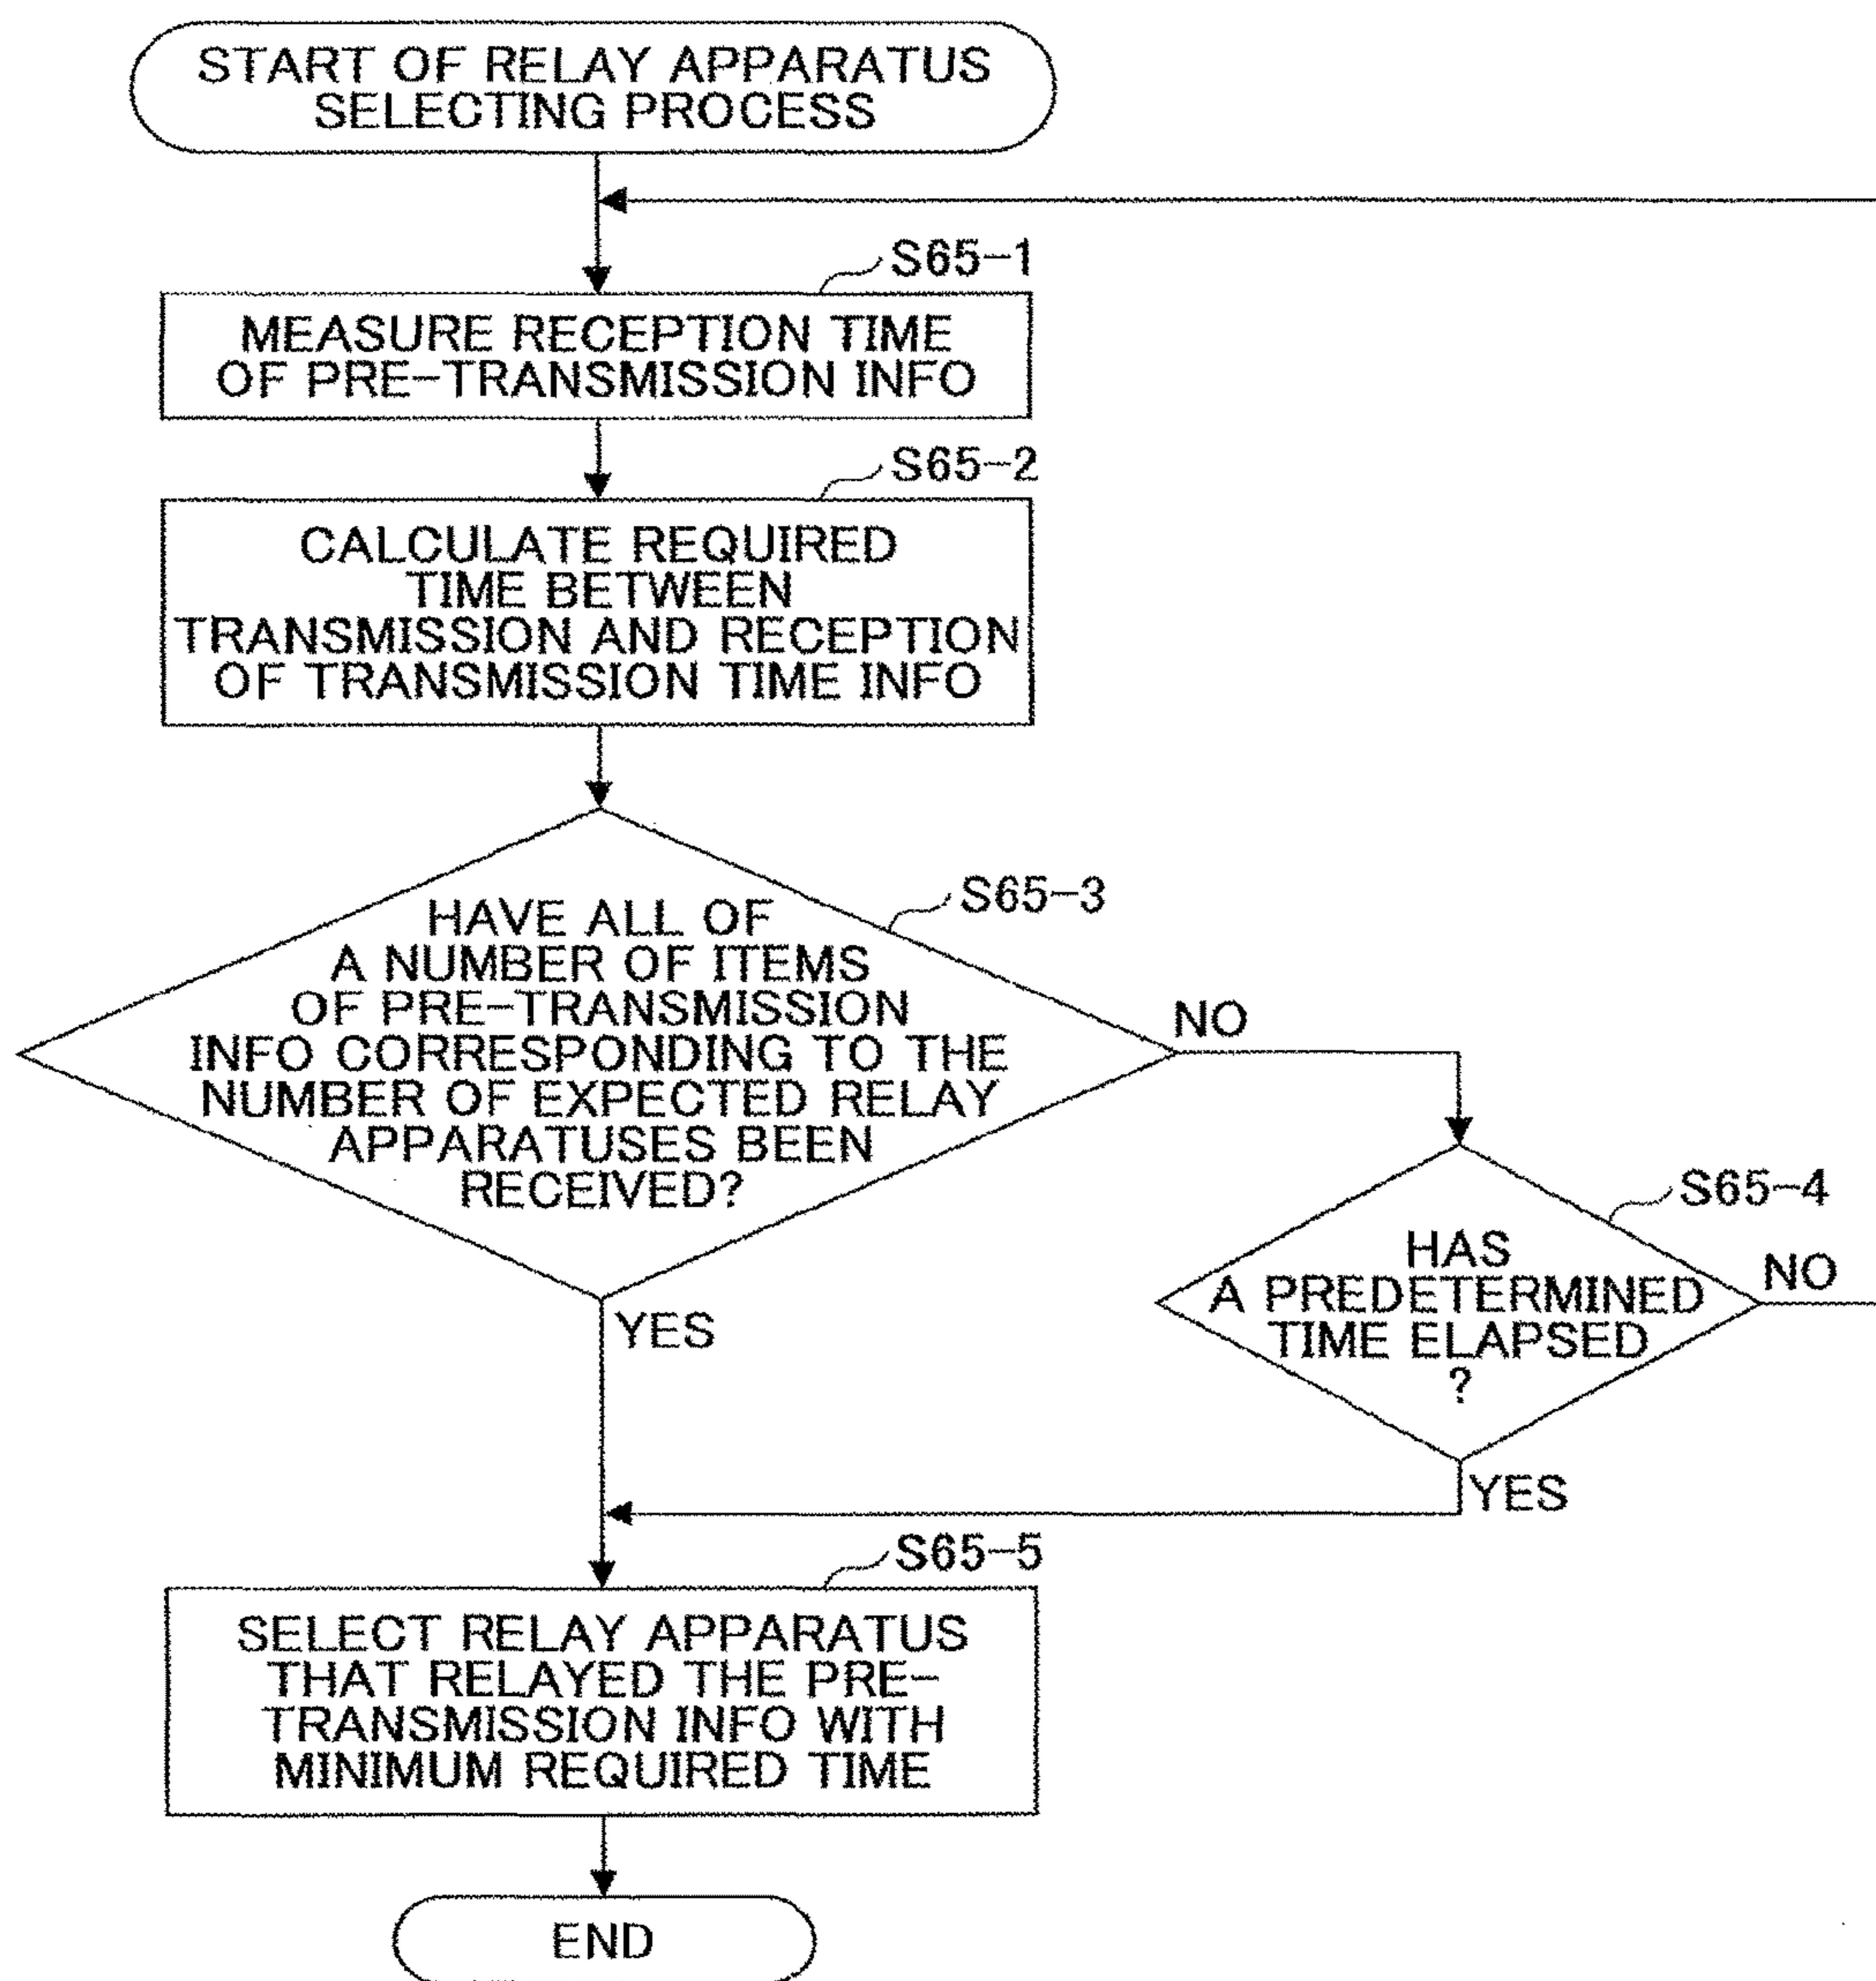 START OF RELAY APPARATUS
SELECTING PROCESS
S65-1
MEASURE RECEPTION TIME
OF PRE-TRANSMISSION INFO
S65-2
CALCULATE REQUIRED
TIME BETWEEN
TRANSMISSION AND RECEPTION
OF TRANSMISSION TIME INFO
S65-3
HAVE ALL OF
A NUMBER OF ITEMS
OF PRE-TRANSMISSION
INFO CORRESPONDING TO THE
NUMBER OF EXPECTED RELAY
APPARATUSES BEEN
RECEIVED?
NO
YES
S65-4
HAS
A PREDETERMINED
TIME ELAPSED
?
NO
YES
S65-5
SELECT RELAY APPARATUS
THAT RELAYED THE PRE-
TRANSMISSION INFO WITH
MINIMUM REQUIRED TIME
END